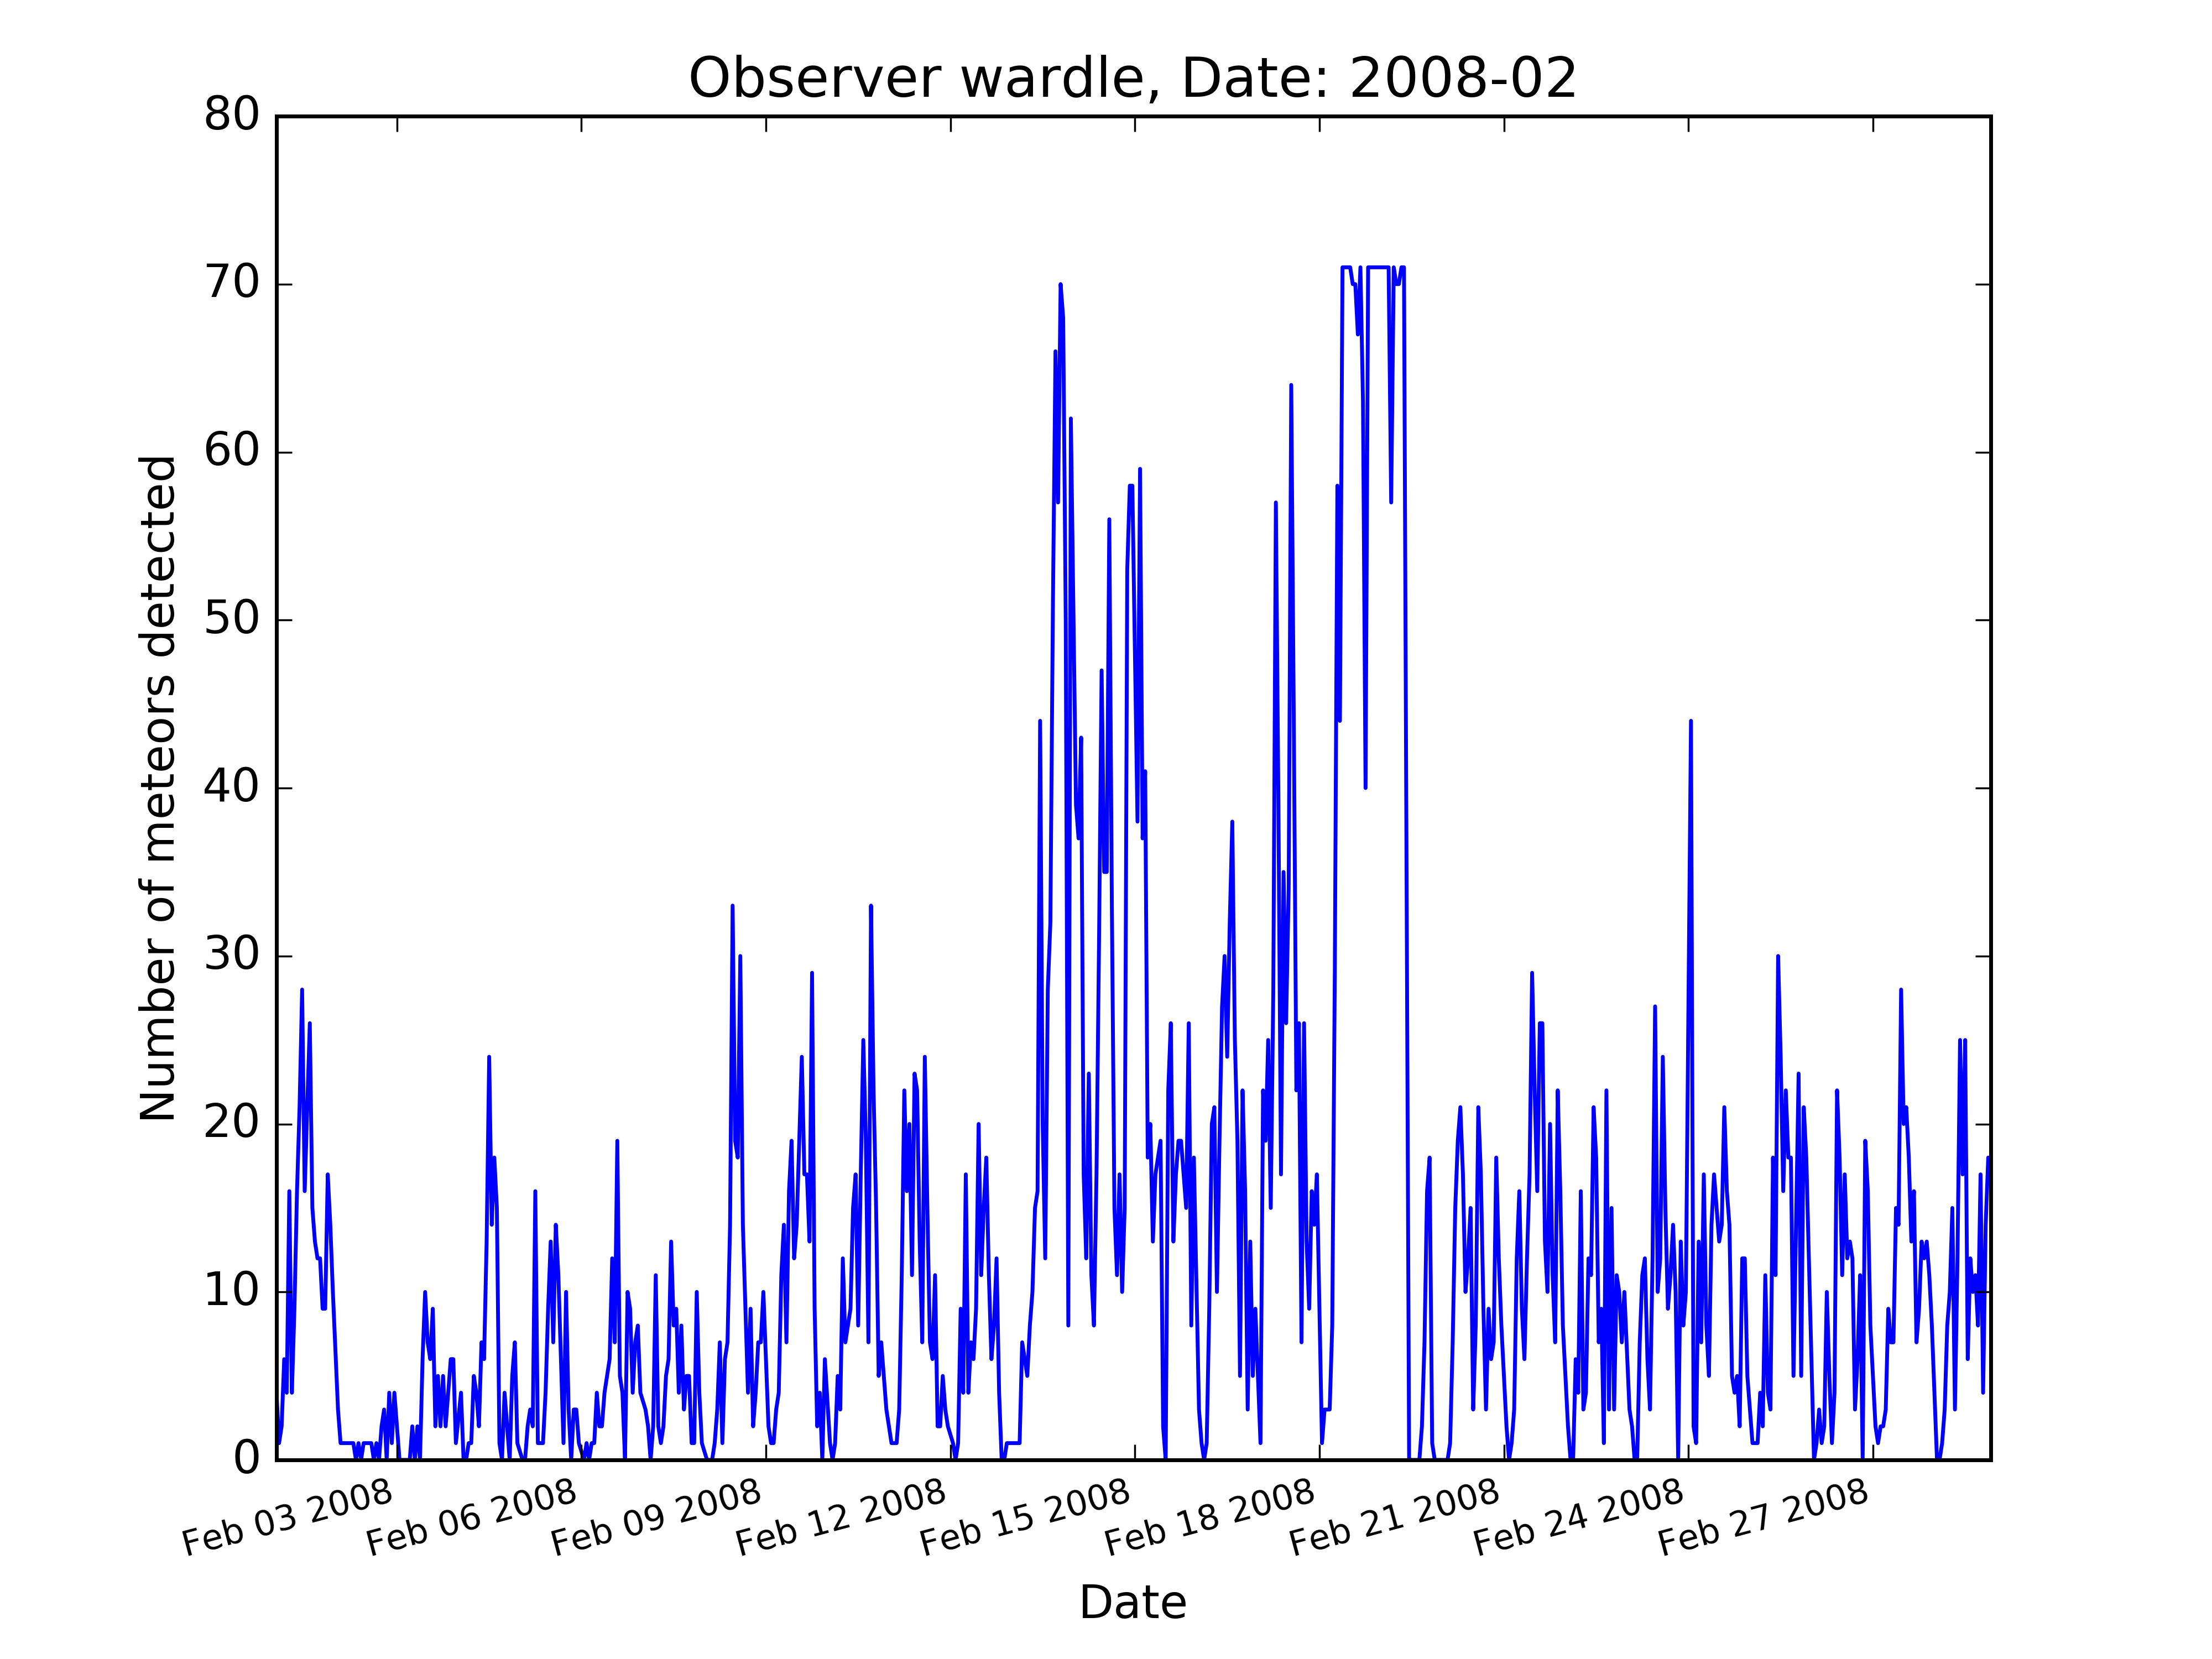 Observer wardle, Date: 2008-02
80
70
60
50
40
30
20
10
0
Number of meteors detected
Feb 03 2008
Feb 06 2008
Feb 09 2008
Feb 12 2008
Feb 15 2008
Feb 18 2008
Feb 21 2008
Feb 24 2008
Feb 27 2008
Date